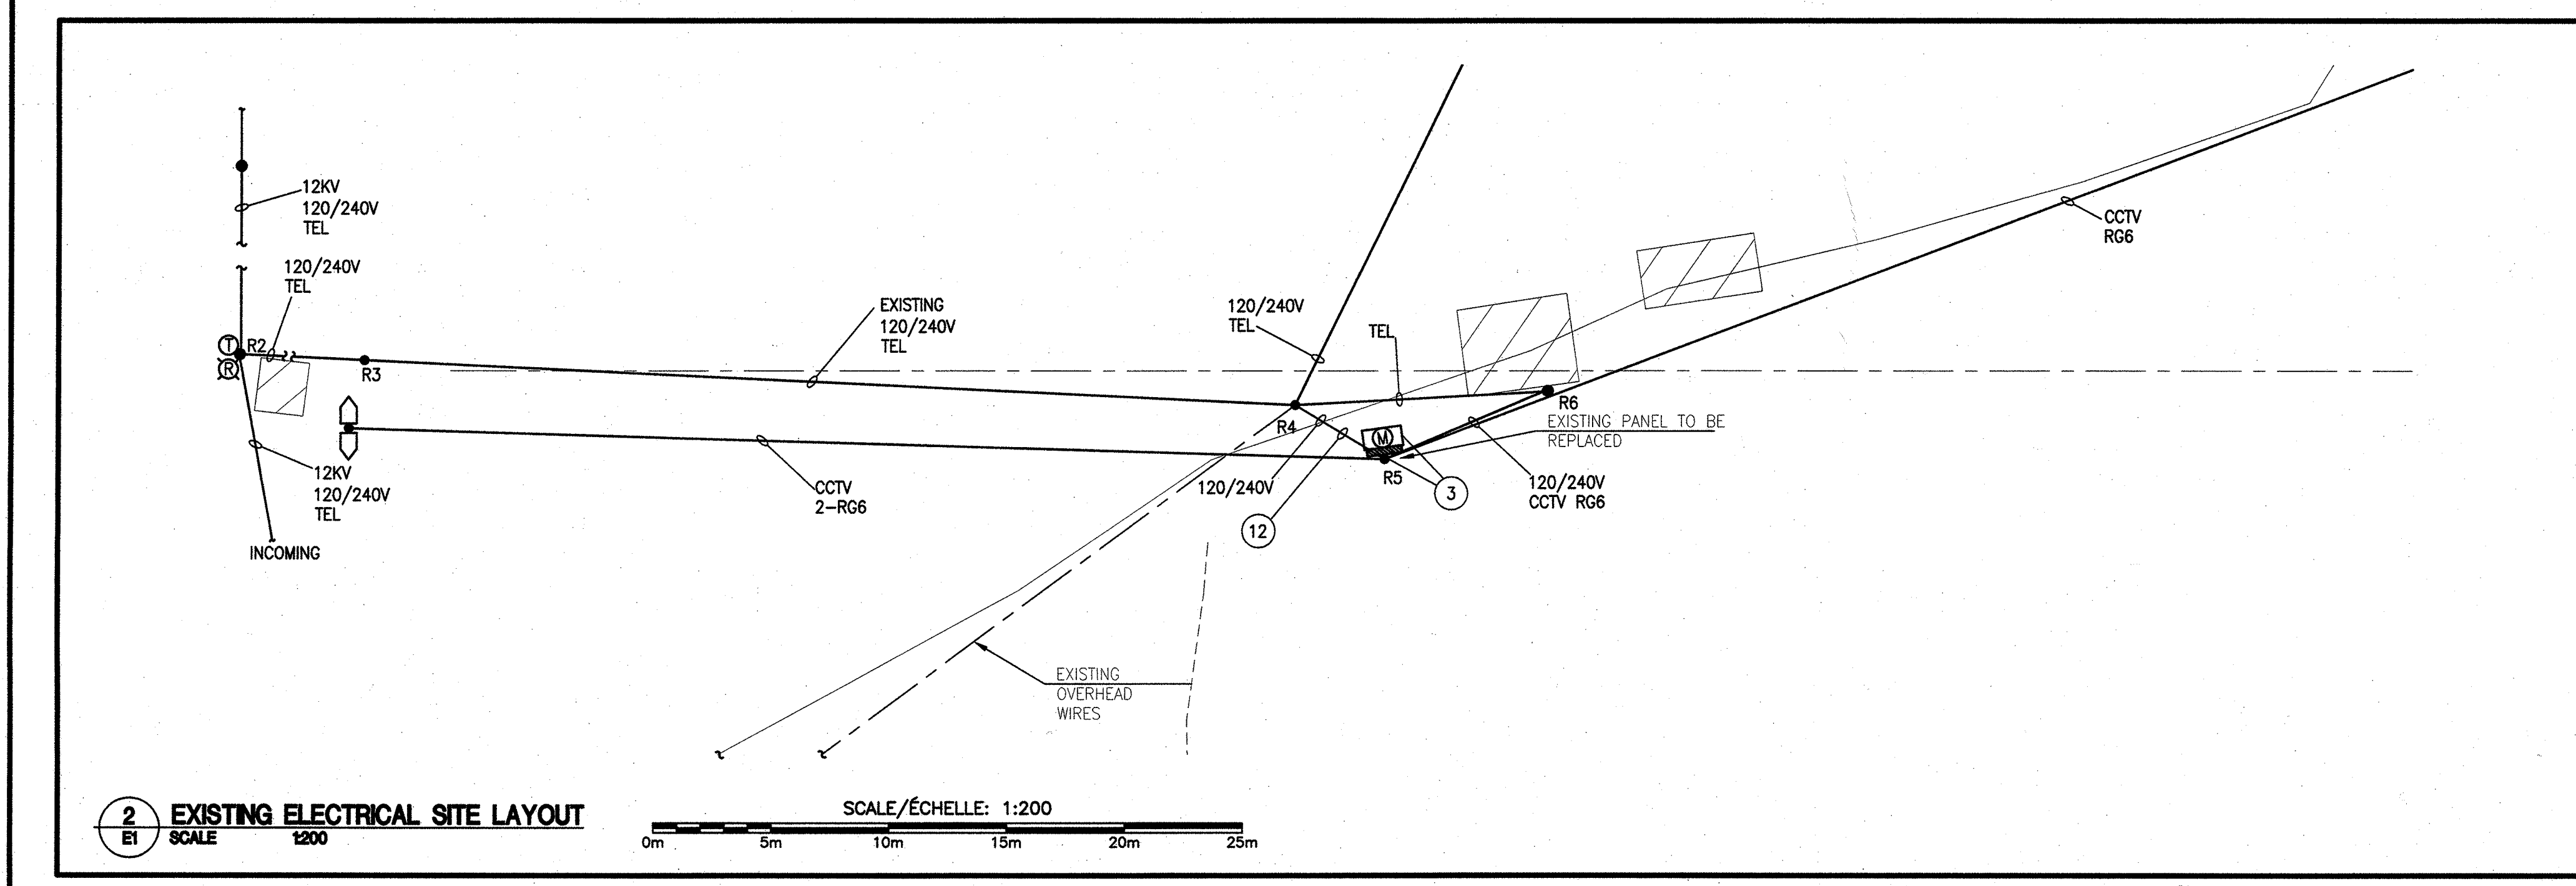 12KV
120/240V
TEL
120/240V
TEL
T
R2
R
R3
EXISTING
120/240V
TEL
120/240V
TEL
TEL
CCTV
RG6
R4
R6
EXISTING PANEL TO BE
REPLACED
M
R5
12KV
120/240V
TEL
INCOMING
CCTV
2-RG6
120/240V
12
3
120/240V
CCTV RG6
EXISTING
OVERHEAD
WIRES
2
E1
EXISTING ELECTRICAL SITE LAYOUT
SCALE 1:200
SCALE/ÉCHELLE: 1:200
0m 5m 10m 15m 20m 25m